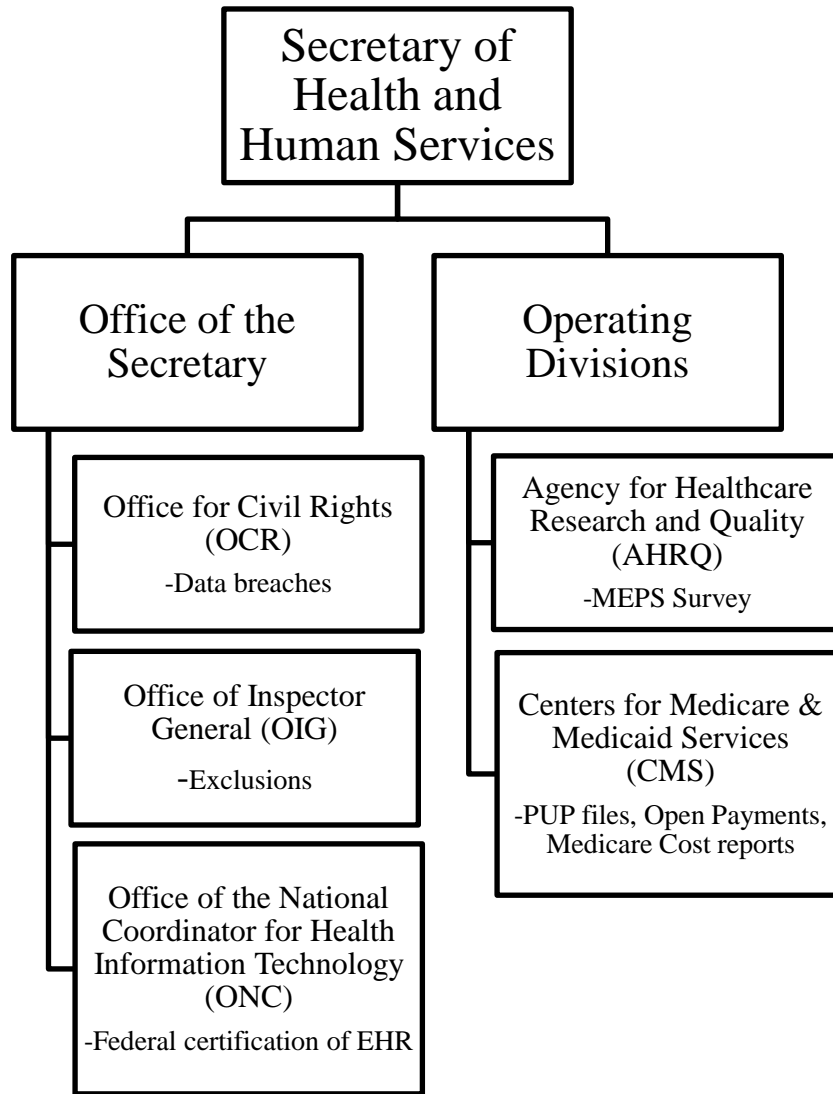 Secretary of
Health and
Human Services
Office of the
Secretary
Operating
Divisions
Office for Civil Rights
(OCR)
-Data breaches
Agency for Healthcare
Research and Quality
(AHRQ)
-MEPS Survey
Office of Inspector
General (OIG)
-Exclusions
Centers for Medicare &
Medicaid Services
(CMS)
-PUP files, Open Payments,
Medicare Cost reports
Office of the National
Coordinator for Health
Information Technology
(ONC)
-Federal certification of EHR